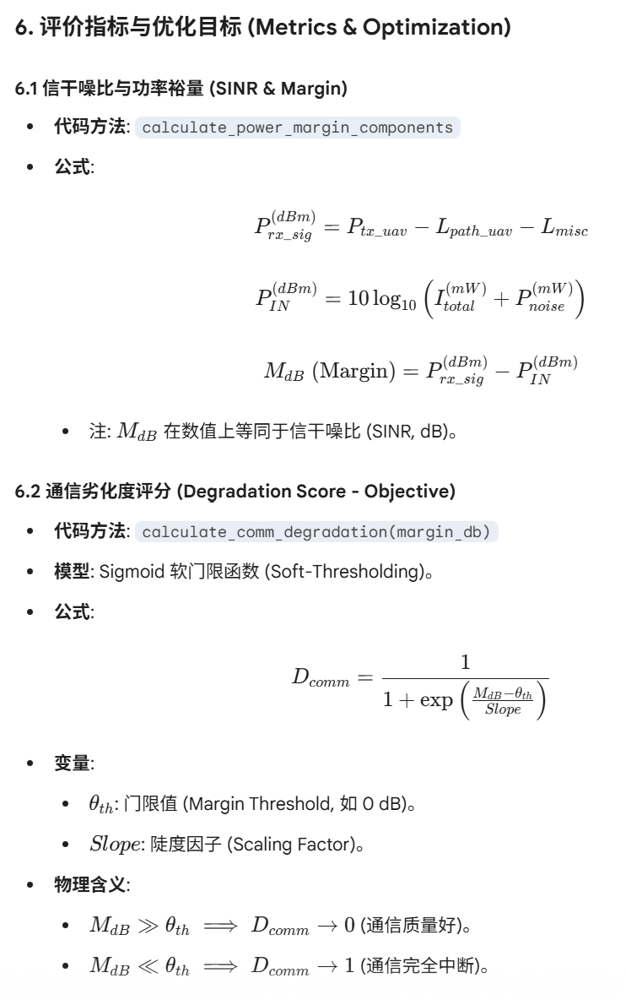 6. 评价指标与优化目标 (Metrics & Optimization)
6.1 信干噪比与功率裕量 (SINR & Margin)
• 代码方法: calculate_power_margin_components
• 公式:
$P_{rx\_sig}^{(dBm)} = P_{tx\_uav} - L_{path\_uav} - L_{misc}$
$P_{IN}^{(dBm)} = 10 \log_{10} \left( I_{total}^{(mW)} + P_{noise}^{(mW)} \right)$
$M_{dB} \text{ (Margin)} = P_{rx\_sig}^{(dBm)} - P_{IN}^{(dBm)}$
• 注: $M_{dB}$ 在数值上等同于信干噪比 (SINR, dB)。
6.2 通信劣化度评分 (Degradation Score - Objective)
• 代码方法: calculate_comm_degradation(margin_db)
• 模型: Sigmoid 软门限函数 (Soft-Thresholding)。
• 公式:
$D_{comm} = \frac{1}{1 + \exp \left( \frac{M_{dB} - \theta_{th}}{Slope} \right)}$
• 变量:
• $\theta_{th}$: 门限值 (Margin Threshold, 如 0 dB)。
• $Slope$: 陡度因子 (Scaling Factor)。
• 物理含义:
• $M_{dB} \gg \theta_{th} \implies D_{comm} \to 0$ (通信质量好)。
• $M_{dB} \ll \theta_{th} \implies D_{comm} \to 1$ (通信完全中断)。